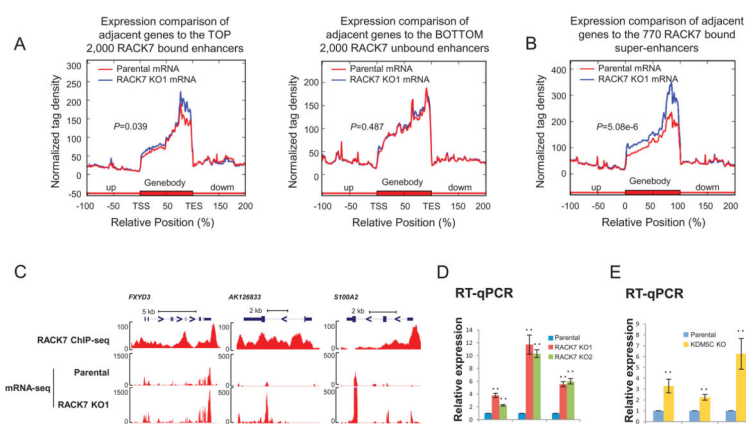 A
Expression comparison of
adjacent genes to the TOP
2,000 RACK7 bound enhancers
Parental mRNA
RACK7 KO1 mRNA
P=0.039
Normalized tag density
300
250
200
150
100
50
0
-50
up
Genebody
down
-100
-50
TSS
50
TES
150
200
Relative Position (%)
Expression comparison of
adjacent genes to the BOTTOM
2,000 RACK7 unbound enhancers
Parental mRNA
RACK7 KO1 mRNA
P=0.487
Normalized tag density
200
150
100
50
0
up
Genebody
down
-100
-50
TSS
50
TES
150
200
Relative Position (%)
B
Expression comparison of adjacent
genes to the 770 RACK7 bound
super-enhancers
Parental mRNA
RACK7 KO1 mRNA
P=5.08e-6
Normalized tag density
400
300
200
100
0
up
Genebody
down
-100
-50
0
50
100
150
200
Relative Position (%)
C
FXYD3
AK126833
S100A2
5 kb
2 kb
2 kb
RACK7 ChIP-seq
100
0
100
0
100
0
mRNA-seq
Parental
1500
0
500
0
1500
0
RACK7 KO1
1500
0
500
0
1500
0
D
RT-qPCR
Relative expression
14
12
10
8
6
4
2
0
Parental
RACK7 KO1
RACK7 KO2
**
**
**
**
**
**
E
RT-qPCR
Relative expression
9
8
7
6
5
4
3
2
1
0
Parental
KDM5C KO
**
**
**